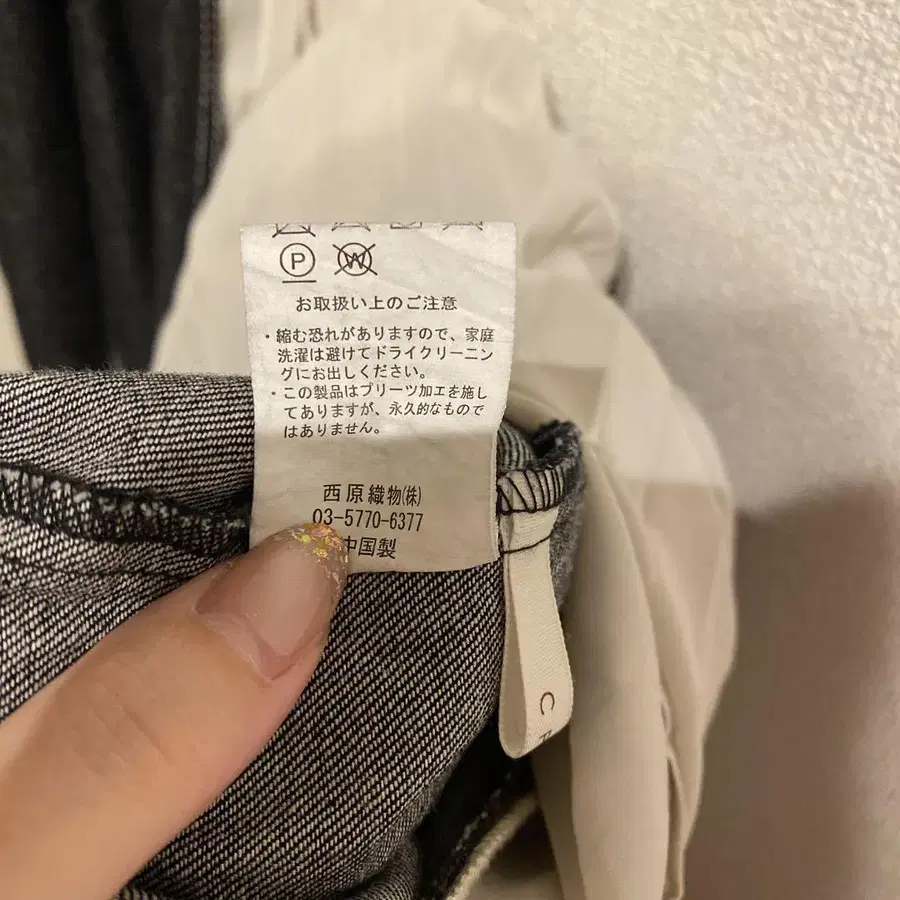 P
W
お取扱い上のご注意
・縮む恐れがありますので、家庭
洗濯は避けてドライクリーニン
グにお出しください。
・この製品はプリーツ加工を施し
てありますが、永久的なもので
はありません。
西原織物(株)
03-5770-6377
中国製
C